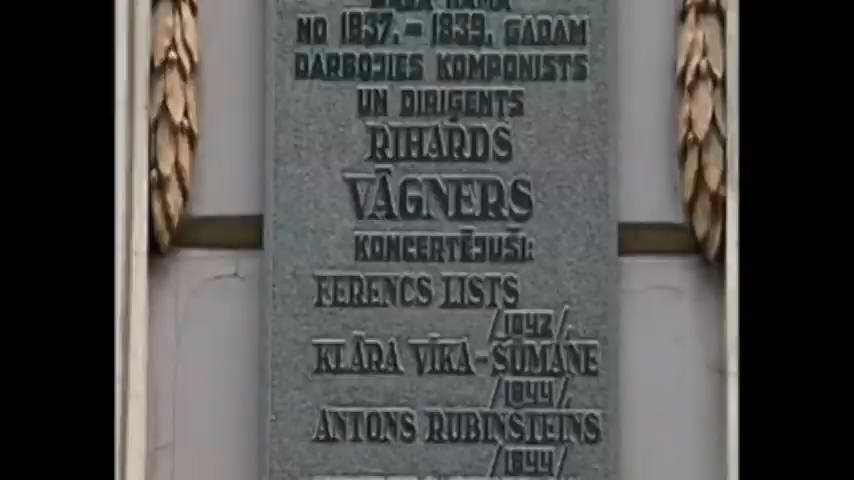 NO 1837. - 1839. GADAM
DARBOJIES KOMPONISTS
UN DIRIĢENTS
RIHARDS
VĀGNERS
KONCERTĒJUŠI:
FERENCS LISTS
/1842/.
KLĀRA VĪKA-ŠŪMANE
/1844/.
ANTONS RUBINŠTEINS
/1844/